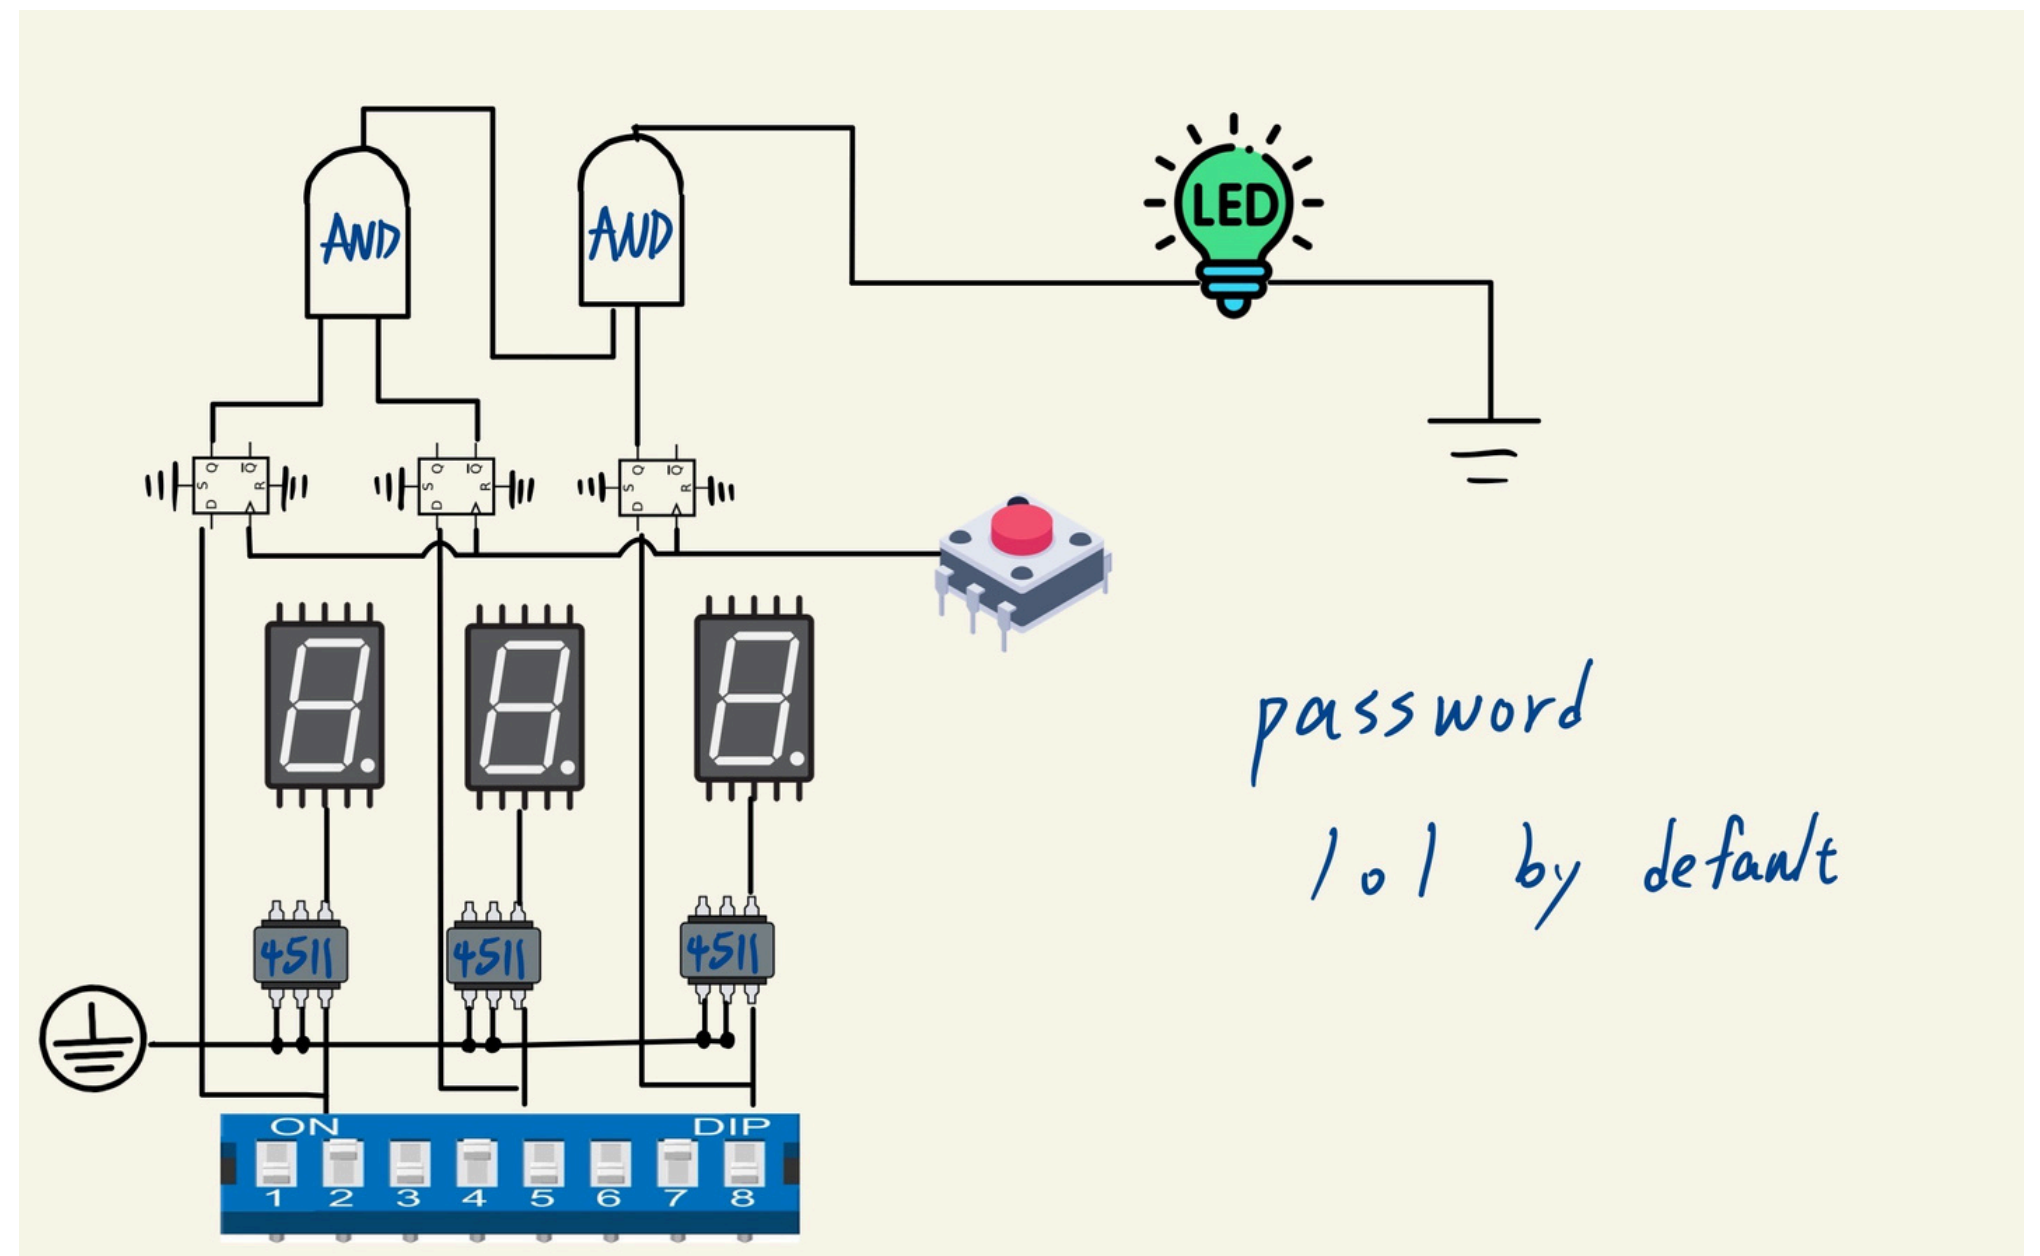 AND
AND
LED
Q Q
S R
D
Q Q
S R
D
Q Q
S R
D
4511
4511
4511
password
101 by default
ON DIP
1 2 3 4 5 6 7 8